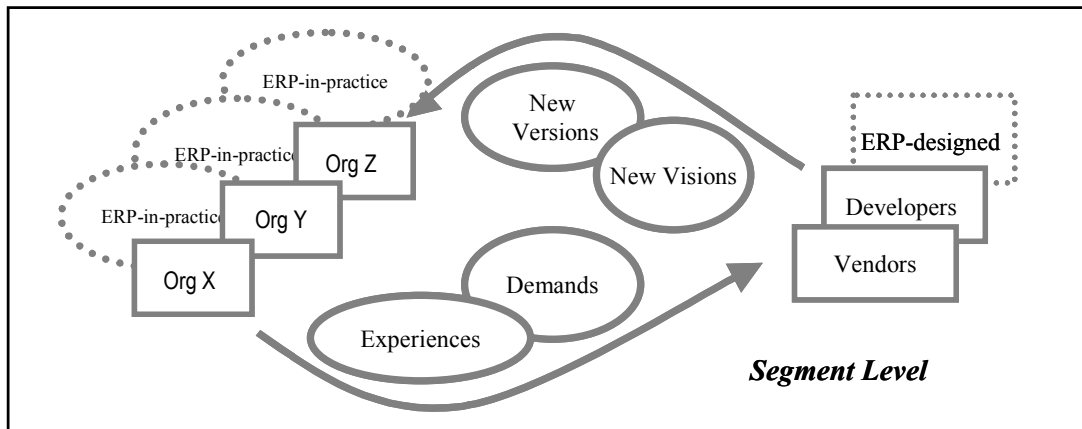 ERP-in-practice
ERP-in-practice
ERP-in-practice
Org Z
Org Y
Org X
New
Versions
New Visions
Demands
Experiences
ERP-designed
Developers
Vendors
Segment Level